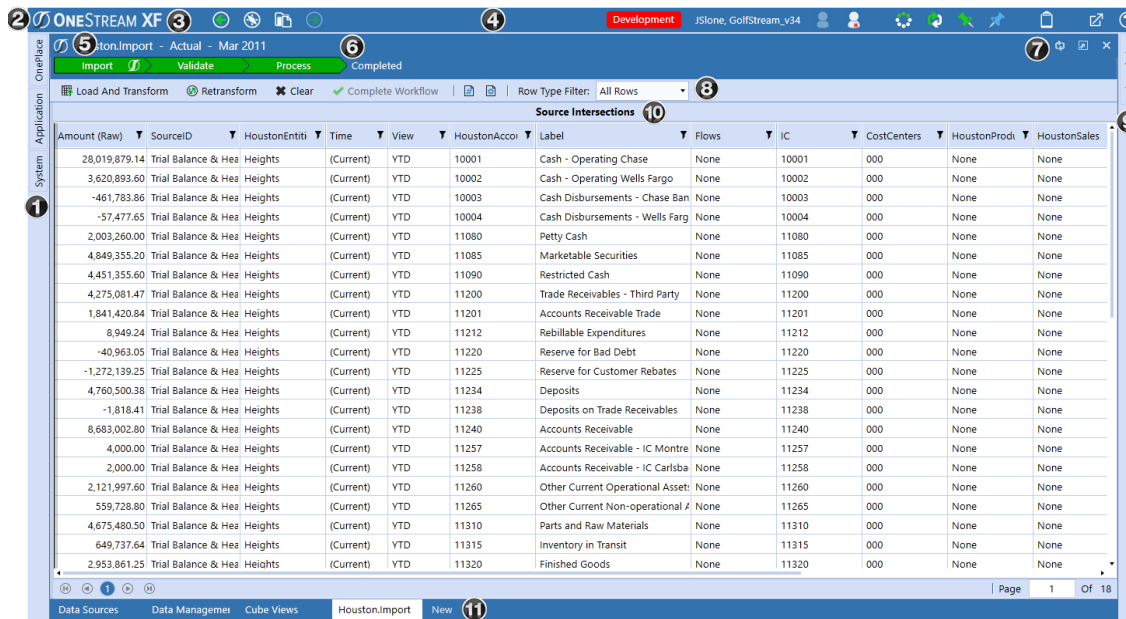 2 ONESTREAM XF 3 4 Development JSlone, GolfStream_v34
5 ston.Import - Actual - Mar 2011 6 7
Import Validate Process Completed
Load And Transform Retransform Clear Complete Workflow Row Type Filter: All Rows 8
Source Intersections 10
Amount (Raw) SourceID HoustonEntiti Time View HoustonAccou Label Flows IC CostCenters HoustonProdu HoustonSales
28,019,879.14 Trial Balance & Hea Heights (Current) YTD 10001 Cash - Operating Chase None 10001 000 None None
3,620,893.60 Trial Balance & Hea Heights (Current) YTD 10002 Cash - Operating Wells Fargo None 10002 000 None None
-461,783.86 Trial Balance & Hea Heights (Current) YTD 10003 Cash Disbursements - Chase Ban None 10003 000 None None
-57,477.65 Trial Balance & Hea Heights (Current) YTD 10004 Cash Disbursements - Wells Farg None 10004 000 None None
2,003,260.00 Trial Balance & Hea Heights (Current) YTD 11080 Petty Cash None 11080 000 None None
4,849,355.20 Trial Balance & Hea Heights (Current) YTD 11085 Marketable Securities None 11085 000 None None
4,451,355.60 Trial Balance & Hea Heights (Current) YTD 11090 Restricted Cash None 11090 000 None None
4,275,081.47 Trial Balance & Hea Heights (Current) YTD 11200 Trade Receivables - Third Party None 11200 000 None None
1,841,420.84 Trial Balance & Hea Heights (Current) YTD 11201 Accounts Receivable Trade None 11201 000 None None
8,949.24 Trial Balance & Hea Heights (Current) YTD 11212 Rebillable Expenditures None 11212 000 None None
-40,963.05 Trial Balance & Hea Heights (Current) YTD 11220 Reserve for Bad Debt None 11220 000 None None
-1,272,139.25 Trial Balance & Hea Heights (Current) YTD 11225 Reserve for Customer Rebates None 11225 000 None None
4,760,500.38 Trial Balance & Hea Heights (Current) YTD 11234 Deposits None 11234 000 None None
-1,818.41 Trial Balance & Hea Heights (Current) YTD 11238 Deposits on Trade Receivables None 11238 000 None None
8,683,002.80 Trial Balance & Hea Heights (Current) YTD 11240 Accounts Receivable None 11240 000 None None
4,000.00 Trial Balance & Hea Heights (Current) YTD 11257 Accounts Receivable - IC Montre None 11257 000 None None
2,000.00 Trial Balance & Hea Heights (Current) YTD 11258 Accounts Receivable - IC Carlsba None 11258 000 None None
2,121,997.60 Trial Balance & Hea Heights (Current) YTD 11260 Other Current Operational Asset None 11260 000 None None
559,728.80 Trial Balance & Hea Heights (Current) YTD 11265 Other Current Non-operational A None 11265 000 None None
4,675,480.50 Trial Balance & Hea Heights (Current) YTD 11310 Parts and Raw Materials None 11310 000 None None
649,737.64 Trial Balance & Hea Heights (Current) YTD 11315 Inventory in Transit None 11315 000 None None
2,953,861.25 Trial Balance & Hea Heights (Current) YTD 11320 Finished Goods None 11320 000 None None
1 Page 1 Of 18
Data Sources Data Managemen Cube Views Houston.Import New 11
OnePlace
Application
System
1
9